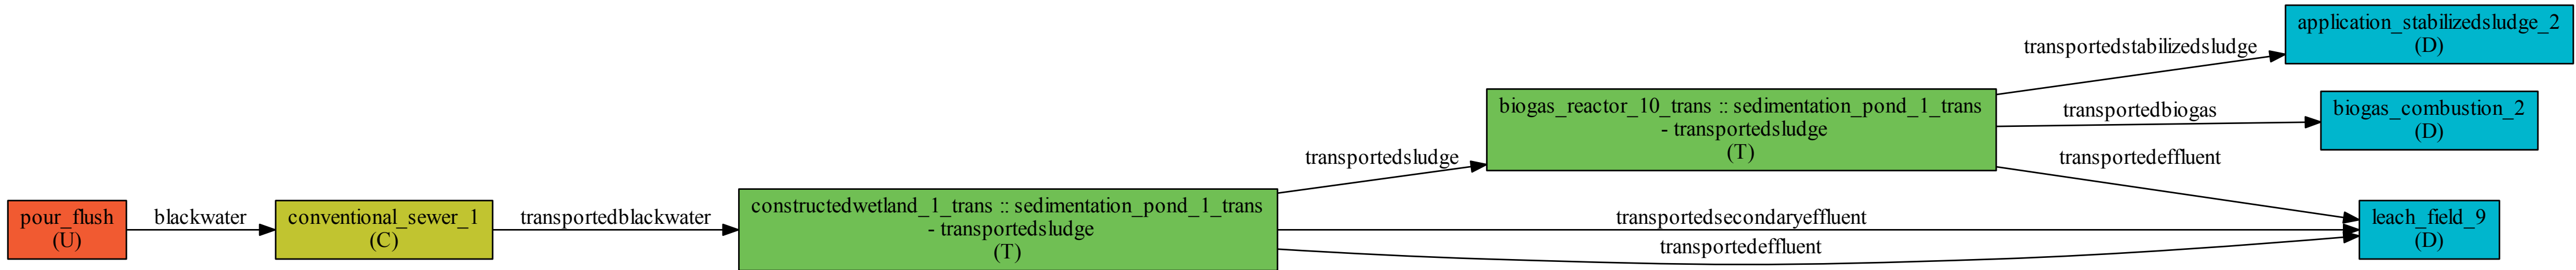 pour_flush
(U)
blackwater
conventional_sewer_1
(C)
transportedblackwater
constructedwetland_1_trans :: sedimentation_pond_1_trans
- transportedsludge
(T)
transportedsludge
transportedsecondaryeffluent
transportedeffluent
biogas_reactor_10_trans :: sedimentation_pond_1_trans
- transportedsludge
(T)
transportedstabilizedsludge
transportedbiogas
transportedeffluent
application_stabilizedsludge_2
(D)
biogas_combustion_2
(D)
leach_field_9
(D)